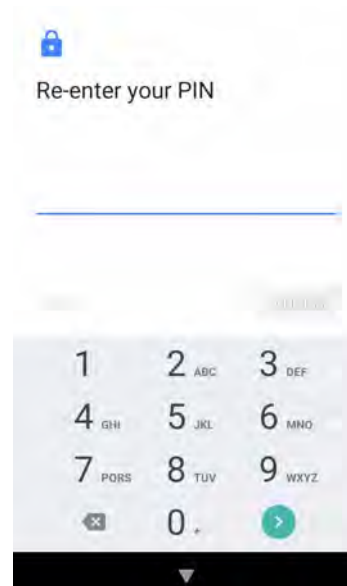 Re-enter your PIN
1 2 ABC 3 DEF
4 GHI 5 JKL 6 MNO
7 PQRS 8 TUV 9 WXYZ
0 +